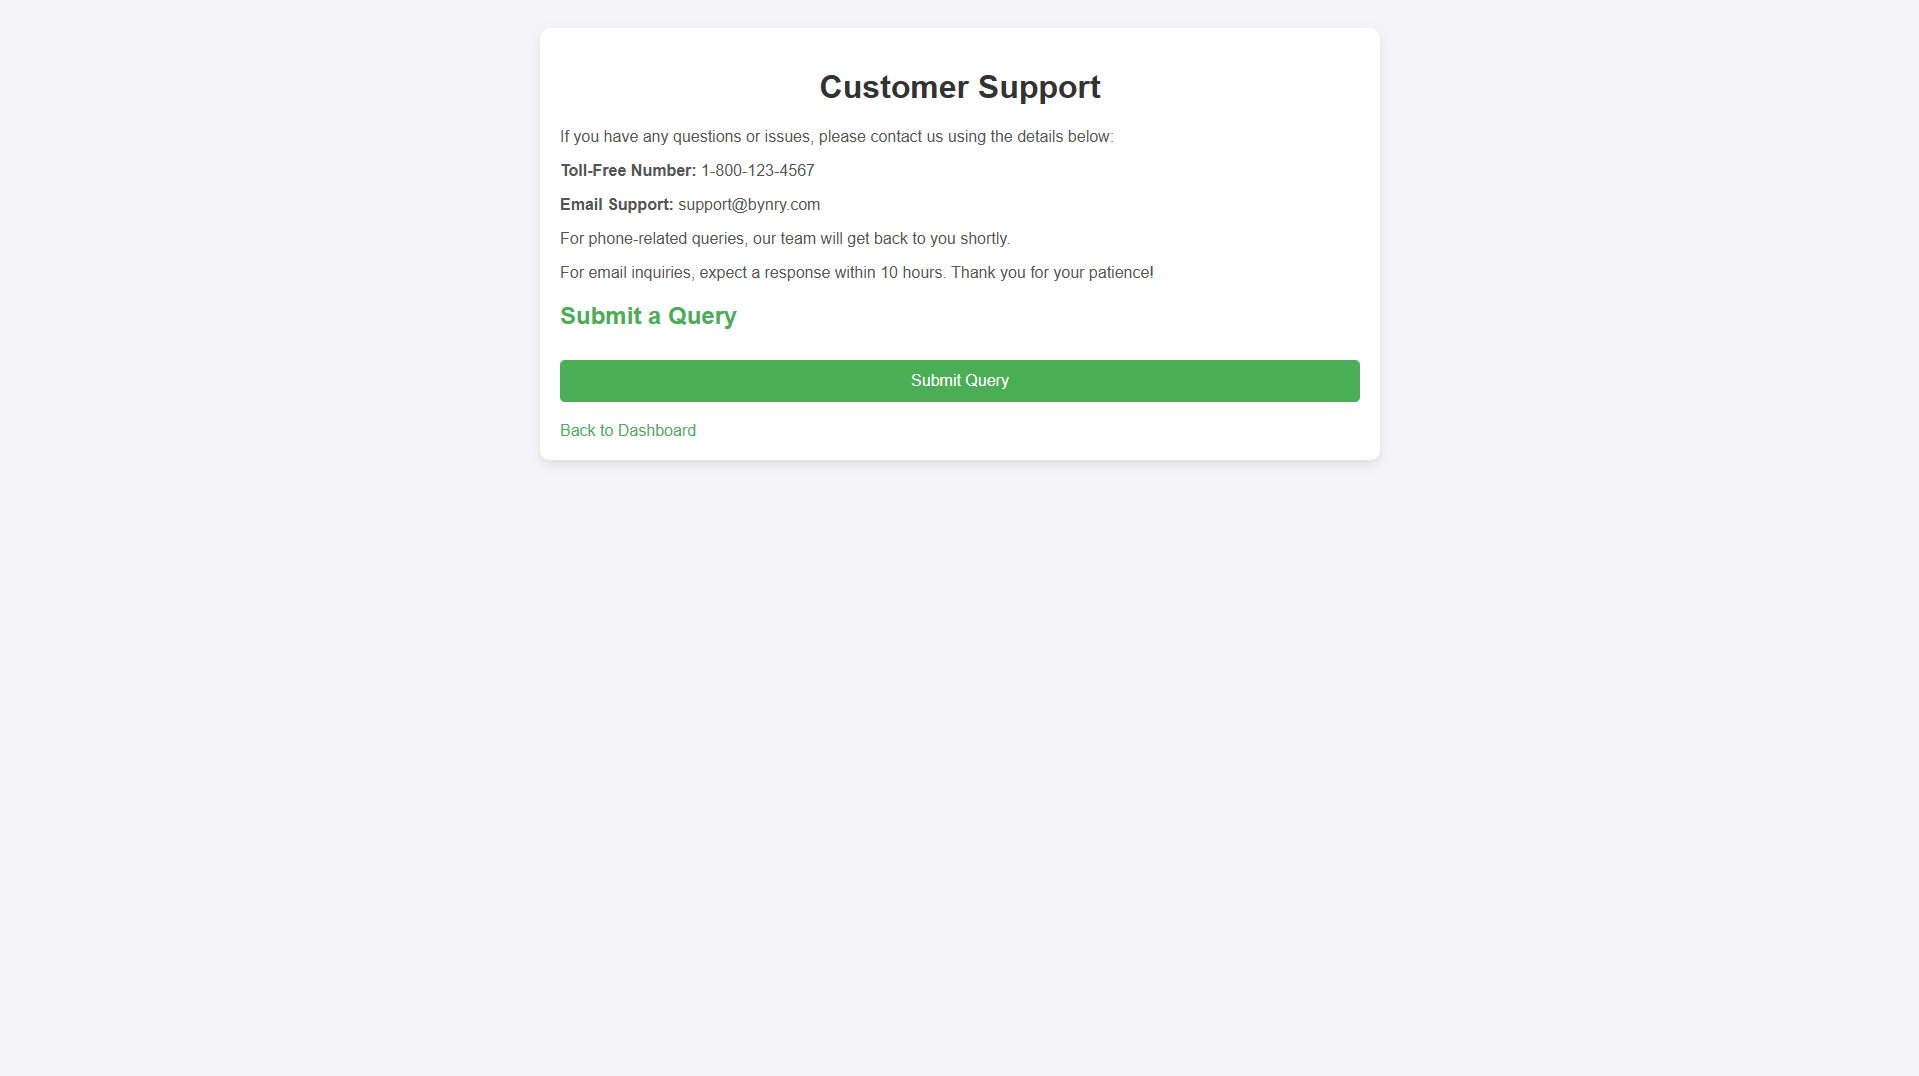 Customer Support
If you have any questions or issues, please contact us using the details below:
Toll-Free Number: 1-800-123-4567
Email Support: support@bynry.com
For phone-related queries, our team will get back to you shortly.
For email inquiries, expect a response within 10 hours. Thank you for your patience!
Submit a Query
Submit Query
Back to Dashboard